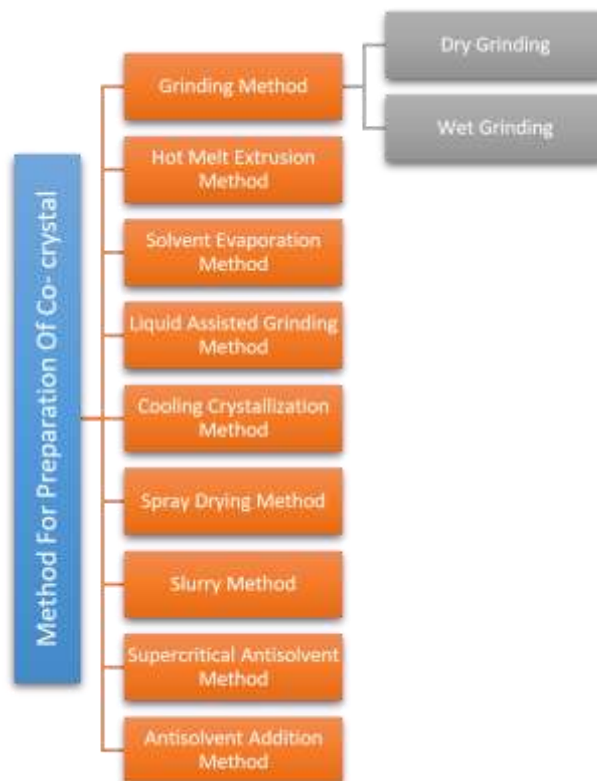 Method For Preparation Of Co- crystal
Grinding Method
Dry Grinding
Wet Grinding
Hot Melt Extrusion
Method
Solvent Evaporation
Method
Liquid Assisted Grinding
Method
Cooling Crystallization
Method
Spray Drying Method
Slurry Method
Supercritical Antisolvent
Method
Antisolvent Addition
Method